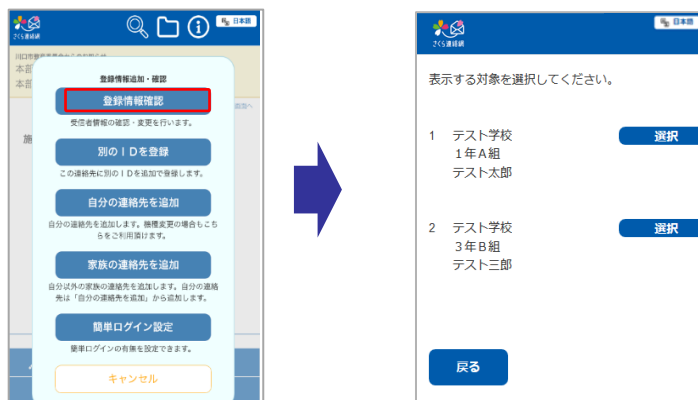 さくら連絡網
日本語
本部
本部
登録情報追加・確認
登録情報確認
受信者情報の確認・変更を行います。
別のIDを登録
この連絡先に別のIDを追加で登録します。
自分の連絡先を追加
自分の連絡先を追加します。機種変更の場合もこち
らをご利用頂けます。
家族の連絡先を追加
自分以外の家族の連絡先を追加します。自分の連絡
先は「自分の連絡先を追加」から追加します。
簡単ログイン設定
簡単ログインの有無を設定できます。
キャンセル
施
さくら連絡網
日本語
表示する対象を選択してください。
1 テスト学校 選択
1年A組
テスト太郎
2 テスト学校 選択
3年B組
テスト三郎
戻る